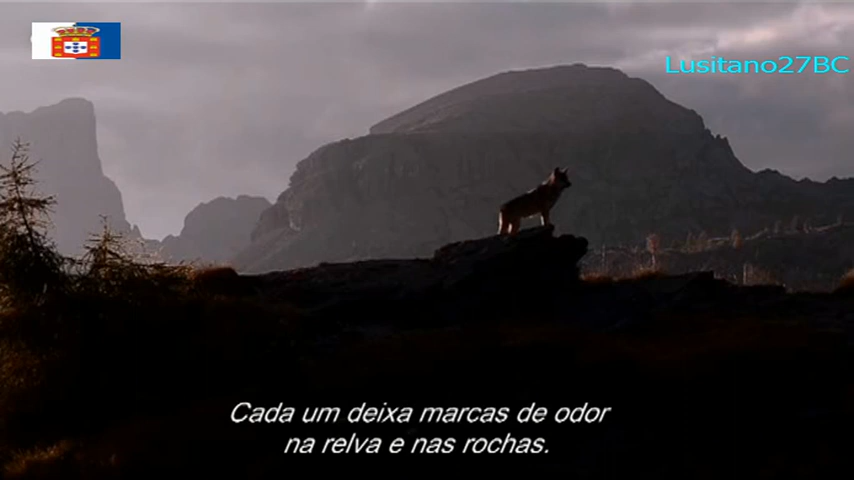 Lusitano27BC
Cada um deixa marcas de odor
na relva e nas rochas.